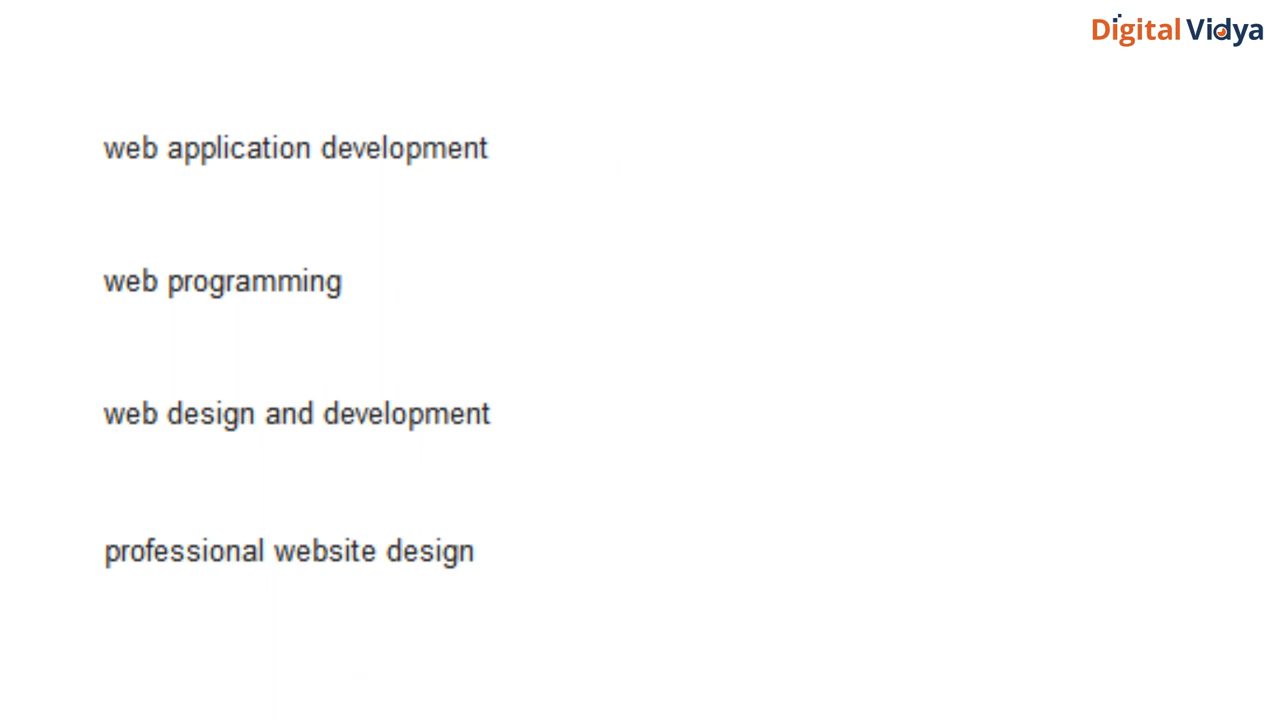 Digital Vidya
web application development
web programming
web design and development
professional website design